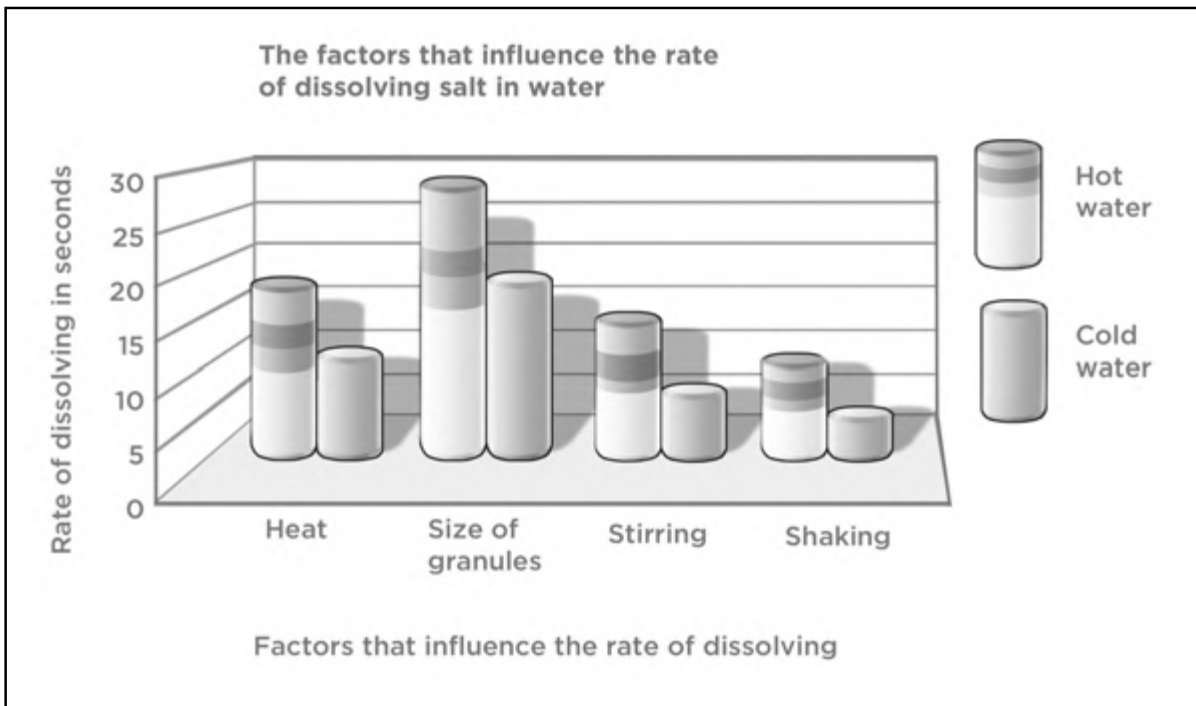 The factors that influence the rate
of dissolving salt in water
Rate of dissolving in seconds
30
25
20
15
10
5
0
Heat
Size of
granules
Stirring
Shaking
Hot
water
Cold
water
Factors that influence the rate of dissolving